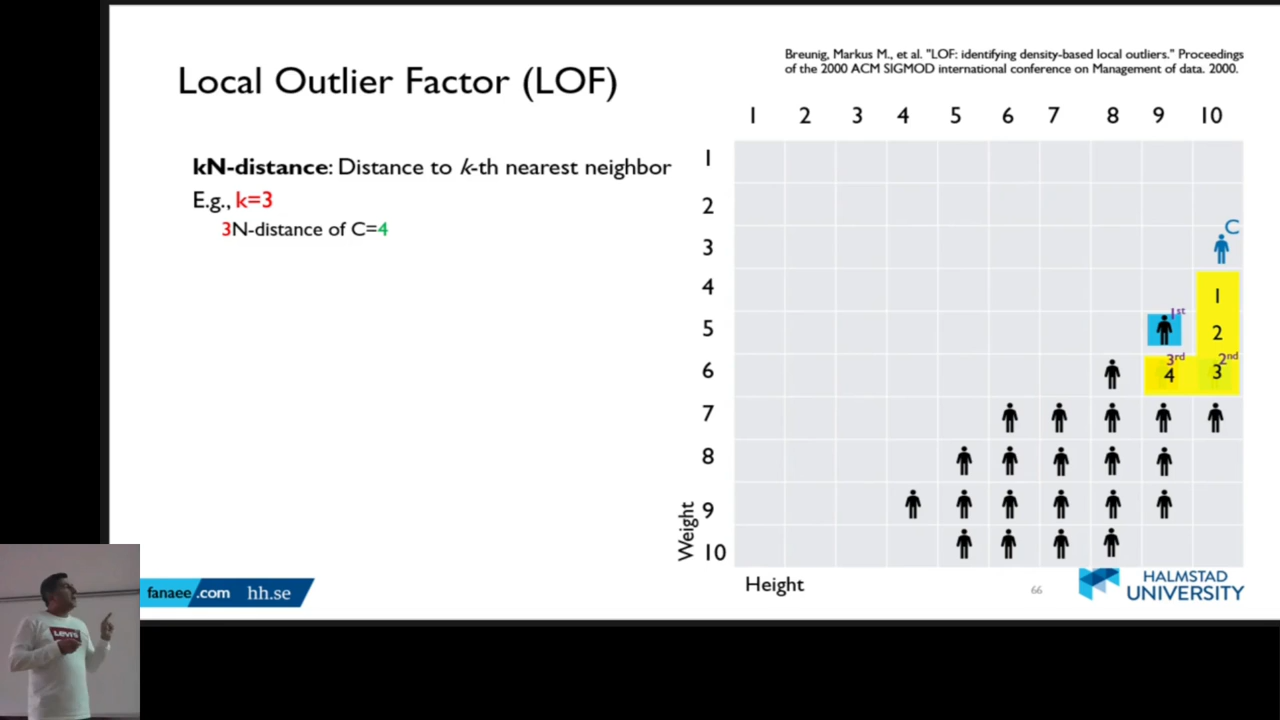 Breunig, Markus M., et al. "LOF: identifying density-based local outliers." Proceedings
of the 2000 ACM SIGMOD international conference on Management of data. 2000.
Local Outlier Factor (LOF)
1 2 3 4 5 6 7 8 9 10
kN-distance: Distance to k-th nearest neighbor
E.g., k=3
3N-distance of C=4
1
2
C
3
4 1
1st
5 2
3rd 2nd
6 4 3
7
8
9
10
Weight
Height
fanaee.com hh.se
66
HALMSTAD
UNIVERSITY
LEVI'S